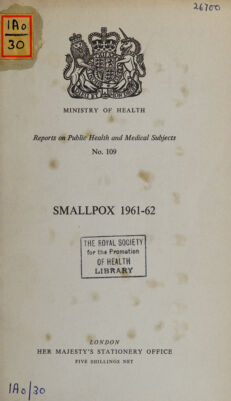 26700
IAo
30
MINISTRY OF HEALTH
Reports on Public Health and Medical Subjects
No. 109
SMALLPOX 1961-62
THE ROYAL SOCIETY
for the Promotion
OF HEALTH
LIBRARY
LONDON
HER MAJESTY'S STATIONERY OFFICE
FIVE SHILLINGS NET
IAo/30